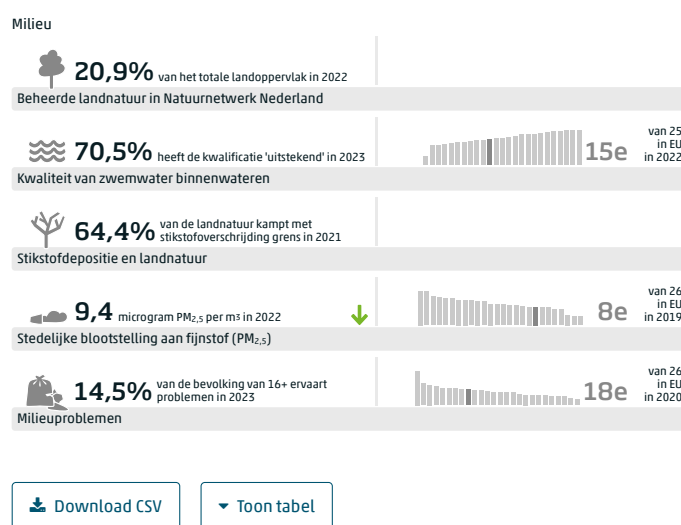 Milieu
20,9% van het totale landoppervlak in 2022
Beheerde landnatuur in Natuurnetwerk Nederland
70,5% heeft de kwalificatie 'uitstekend' in 2023
15e
van 25
in EU
in 2022
Kwaliteit van zwemwater binnenwateren
64,4% van de landnatuur kampt met
stikstofoverschrijding grens in 2021
Stikstofdepositie en landnatuur
9,4 microgram PM₂,₅ per m³ in 2022
8e
van 26
in EU
in 2019
Stedelijke blootstelling aan fijnstof (PM₂,₅)
14,5% van de bevolking van 16+ ervaart
problemen in 2023
18e
van 26
in EU
in 2020
Milieuproblemen
Download CSV
Toon tabel